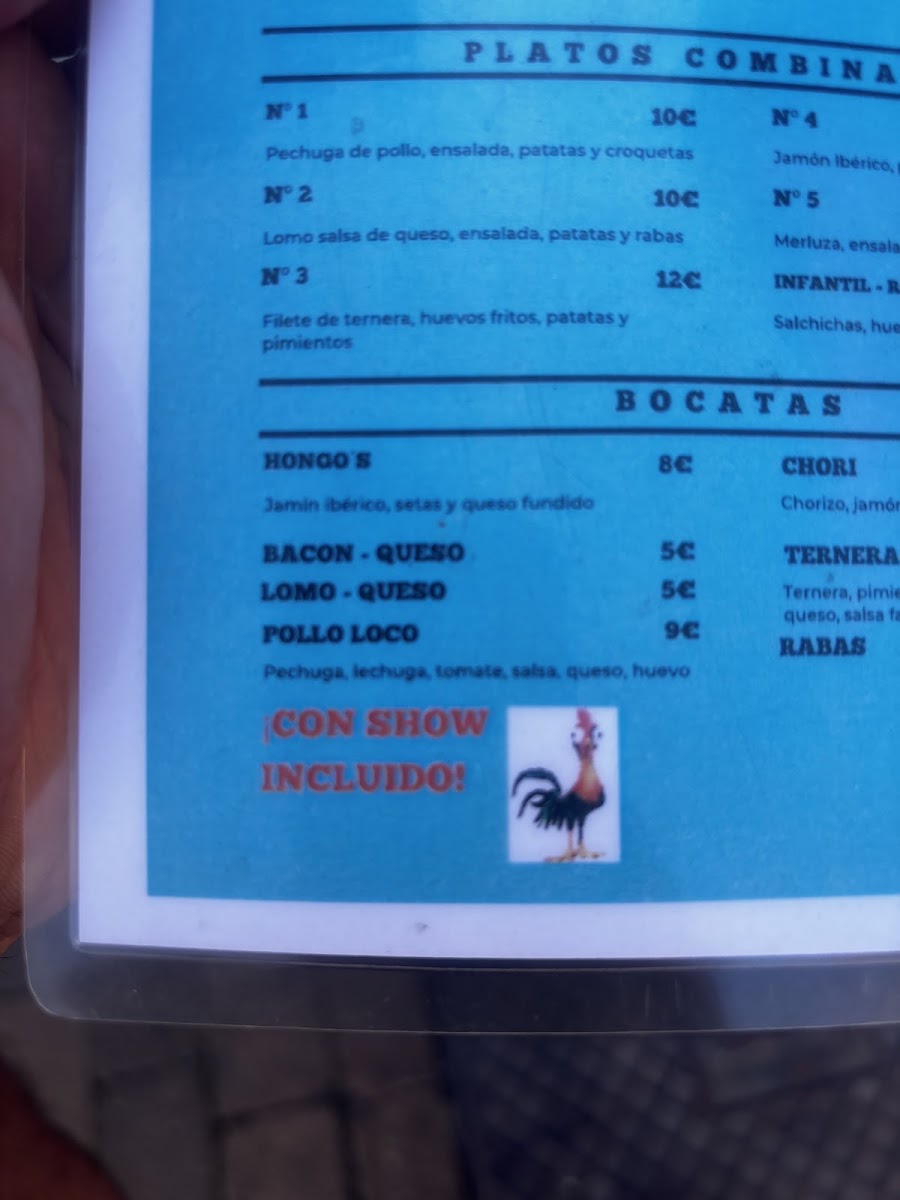 PLATOS COMBINA
Nº 1 10€
Pechuga de pollo, ensalada, patatas y croquetas
Nº 2 10€
Lomo salsa de queso, ensalada, patatas y rabas
Nº 3 12€
Filete de ternera, huevos fritos, patatas y
pimientos
Nº 4
Jamón Ibérico,
Nº 5
Merluza, ensala
INFANTIL - R
Salchichas, hue
BOCATAS
HONGO'S 8€
Jamin ibérico, setas y queso fundido
BACON - QUESO 5€
LOMO - QUESO 5€
POLLO LOCO 9€
Pechuga, lechuga, tomate, salsa, queso, huevo
¡CON SHOW
INCLUIDO!
CHORI
Chorizo, jamón
TERNERA
Ternera, pimie
queso, salsa fa
RABAS